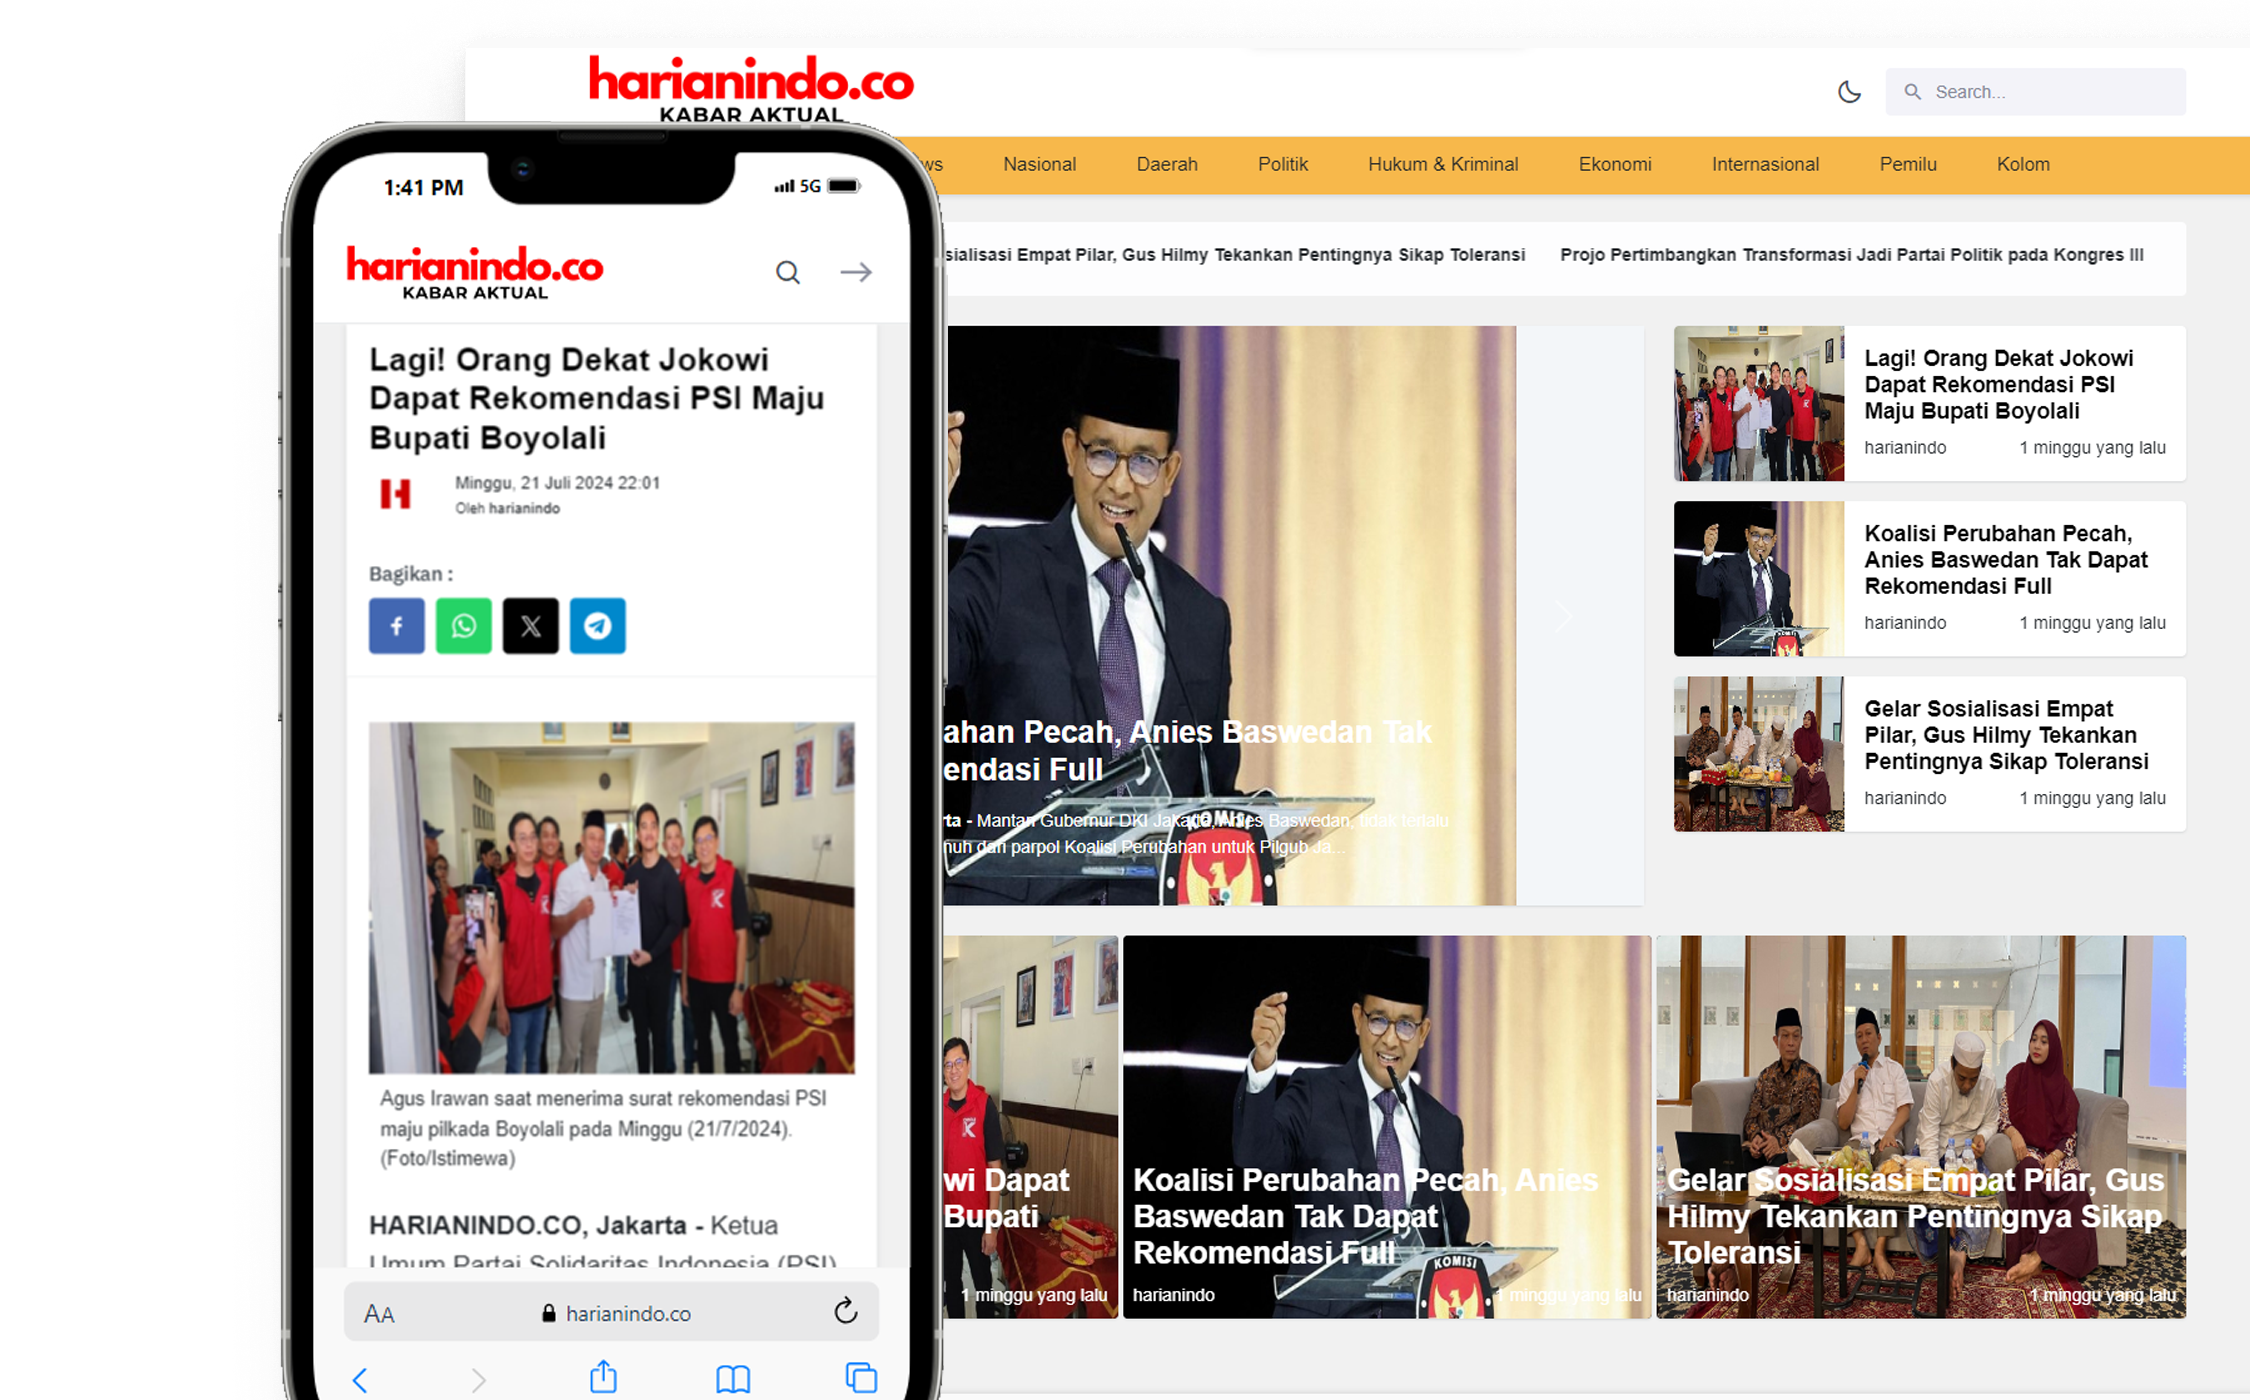 harianindo.co
KABAR AKTUAL
Search...
Nasional
Daerah
Politik
Hukum & Kriminal
Ekonomi
Internasional
Pemilu
Kolom
1:41 PM
5G
harianindo.co
KABAR AKTUAL
Lagi! Orang Dekat Jokowi
Dapat Rekomendasi PSI Maju
Bupati Boyolali
H
Minggu, 21 Juli 2024 22:01
Oleh harianindo
Bagikan :
Agus Irawan saat menerima surat rekomendasi PSI
maju pilkada Boyolali pada Minggu (21/7/2024).
(Foto/Istimewa)
HARIANINDO.CO, Jakarta - Ketua
Umum Partai Solidaritas Indonesia (PSI)
AA
harianindo.co
sialisasi Empat Pilar, Gus Hilmy Tekankan Pentingnya Sikap Toleransi
Projo Pertimbangkan Transformasi Jadi Partai Politik pada Kongres III
ahan Pecah, Anies Baswedan Tak
endasi Full
rta - Mantan Gubernur DKI Jakarta, Anies Baswedan, tidak terlalu
nuh dari parpol Koalisi Perubahan untuk Pilgub Ja...
Lagi! Orang Dekat Jokowi
Dapat Rekomendasi PSI
Maju Bupati Boyolali
harianindo
1 minggu yang lalu
Koalisi Perubahan Pecah,
Anies Baswedan Tak Dapat
Rekomendasi Full
harianindo
1 minggu yang lalu
Gelar Sosialisasi Empat
Pilar, Gus Hilmy Tekankan
Pentingnya Sikap Toleransi
harianindo
1 minggu yang lalu
wi Dapat
Bupati
1 minggu yang lalu
Koalisi Perubahan Pecah, Anies
Baswedan Tak Dapat
Rekomendasi Full
KOMISI
harianindo
1 minggu yang lalu
Gelar Sosialisasi Empat Pilar, Gus
Hilmy Tekankan Pentingnya Sikap
Toleransi
harianindo
1 minggu yang lalu